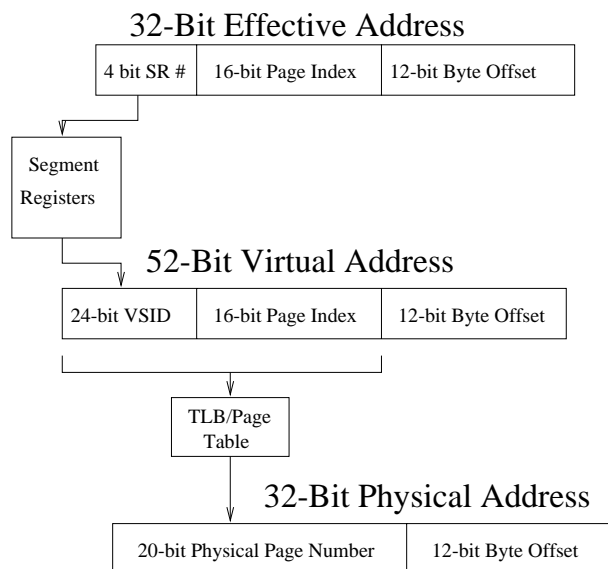 32-Bit Effective Address
4 bit SR # 16-bit Page Index 12-bit Byte Offset
Segment
Registers
52-Bit Virtual Address
24-bit VSID 16-bit Page Index 12-bit Byte Offset
TLB/Page
Table
32-Bit Physical Address
20-bit Physical Page Number 12-bit Byte Offset